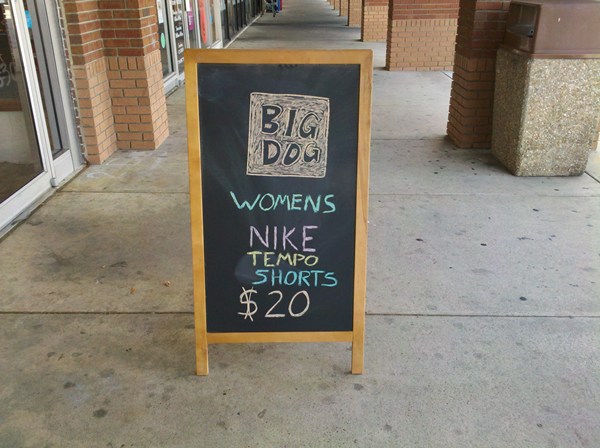 BIG
DOG
WOMENS
NIKE
TEMPO
SHORTS
$20